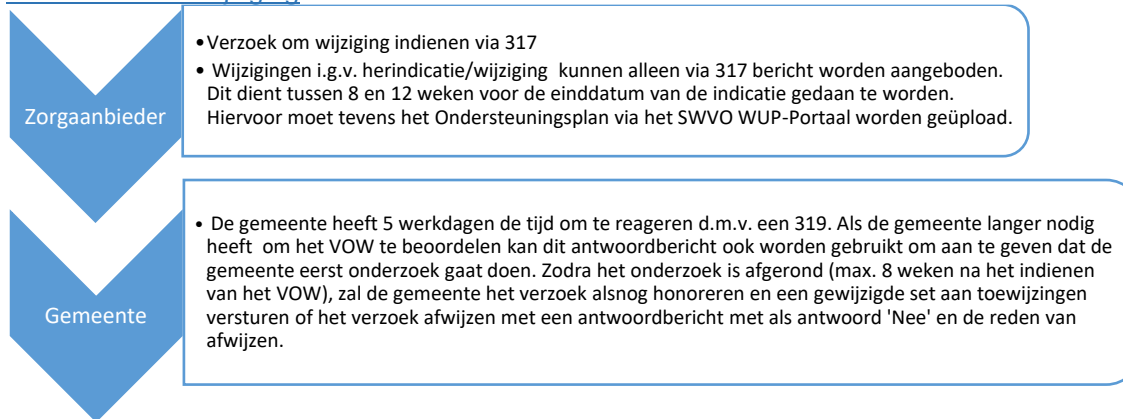 Zorgaanbieder
•Verzoek om wijziging indienen via 317
• Wijzigingen i.g.v. herindicatie/wijziging kunnen alleen via 317 bericht worden aangeboden.
Dit dient tussen 8 en 12 weken voor de einddatum van de indicatie gedaan te worden.
Hiervoor moet tevens het Ondersteuningsplan via het SWVO WUP-Portaal worden geüpload.
Gemeente
• De gemeente heeft 5 werkdagen de tijd om te reageren d.m.v. een 319. Als de gemeente langer nodig
heeft om het VOW te beoordelen kan dit antwoordbericht ook worden gebruikt om aan te geven dat de
gemeente eerst onderzoek gaat doen. Zodra het onderzoek is afgerond (max. 8 weken na het indienen
van het VOW), zal de gemeente het verzoek alsnog honoreren en een gewijzigde set aan toewijzingen
versturen of het verzoek afwijzen met een antwoordbericht met als antwoord 'Nee' en de reden van
afwijzen.